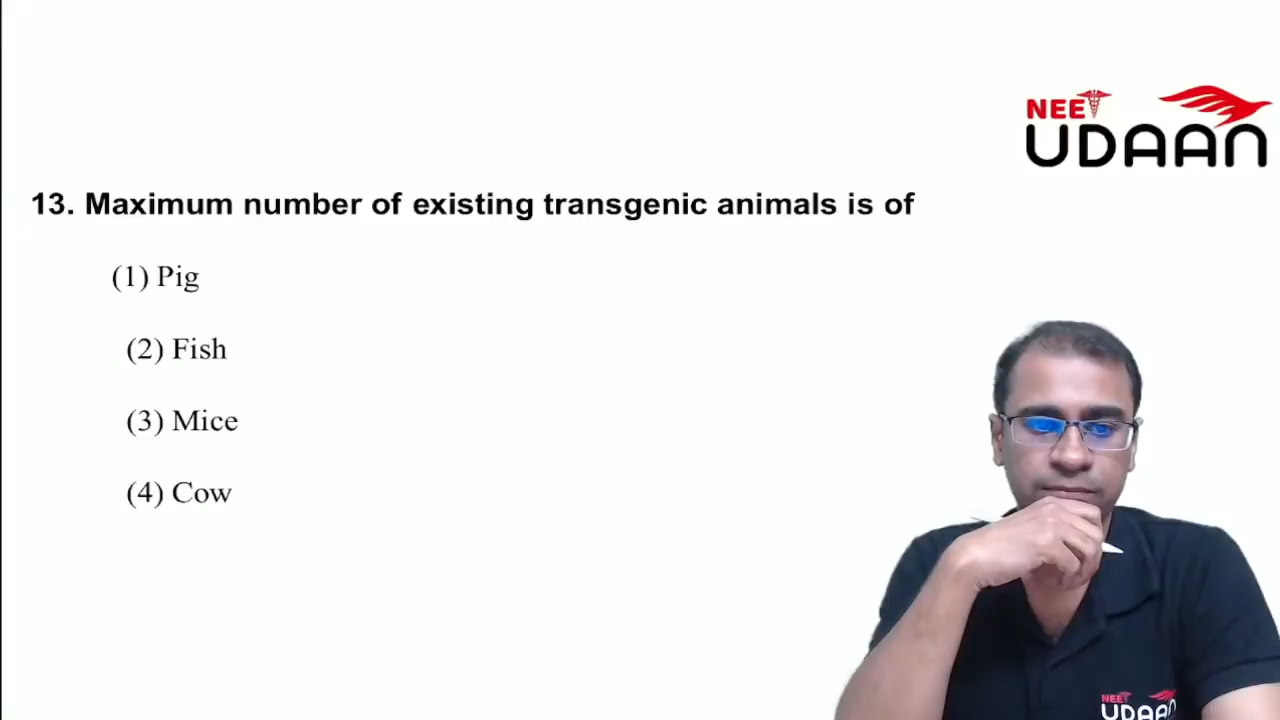 NEET
UDAAN
13. Maximum number of existing transgenic animals is of
(1) Pig
(2) Fish
(3) Mice
(4) Cow
NEET
UDAAN